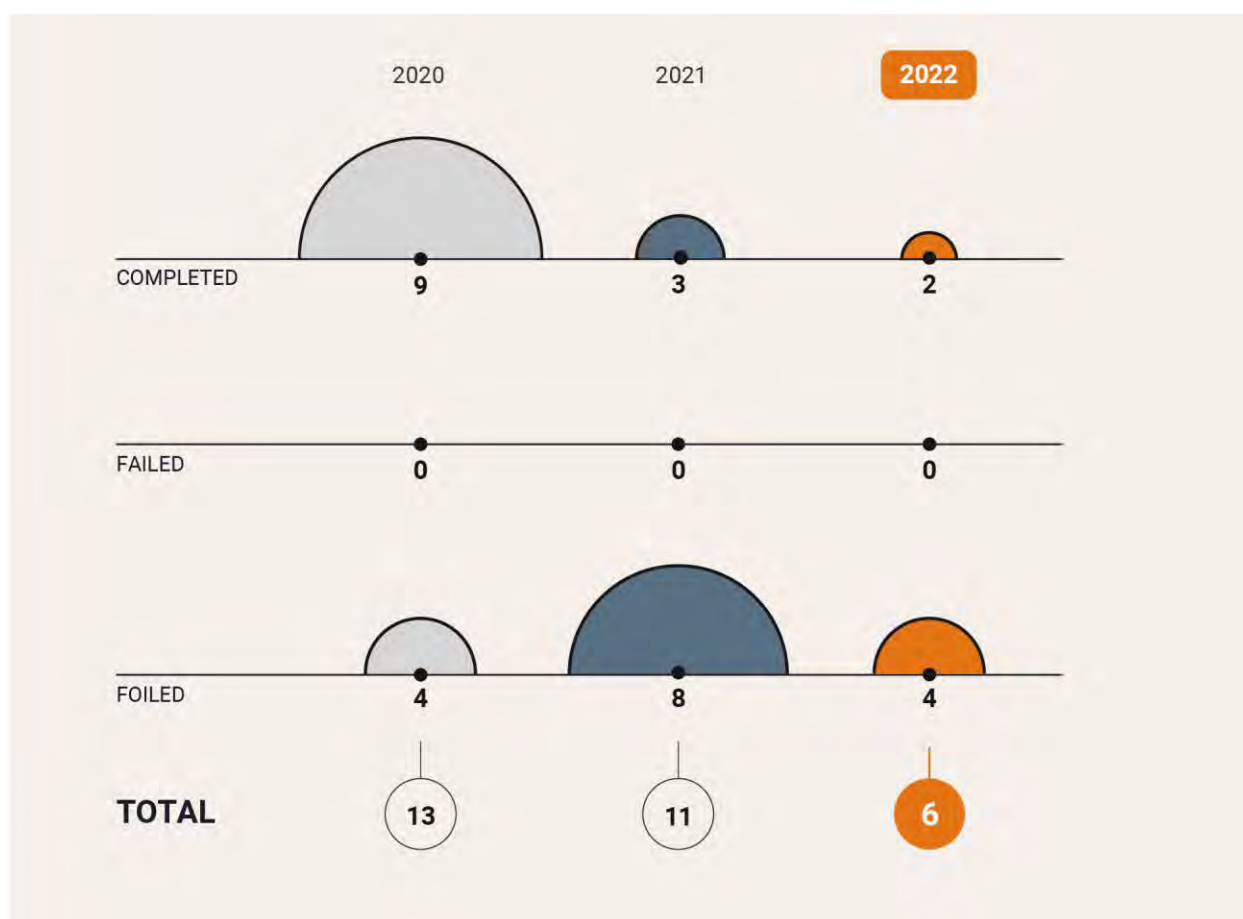 2020 2021 2022
COMPLETED 9 3 2
FAILED 0 0 0
FOILED 4 8 4
TOTAL 13 11 6